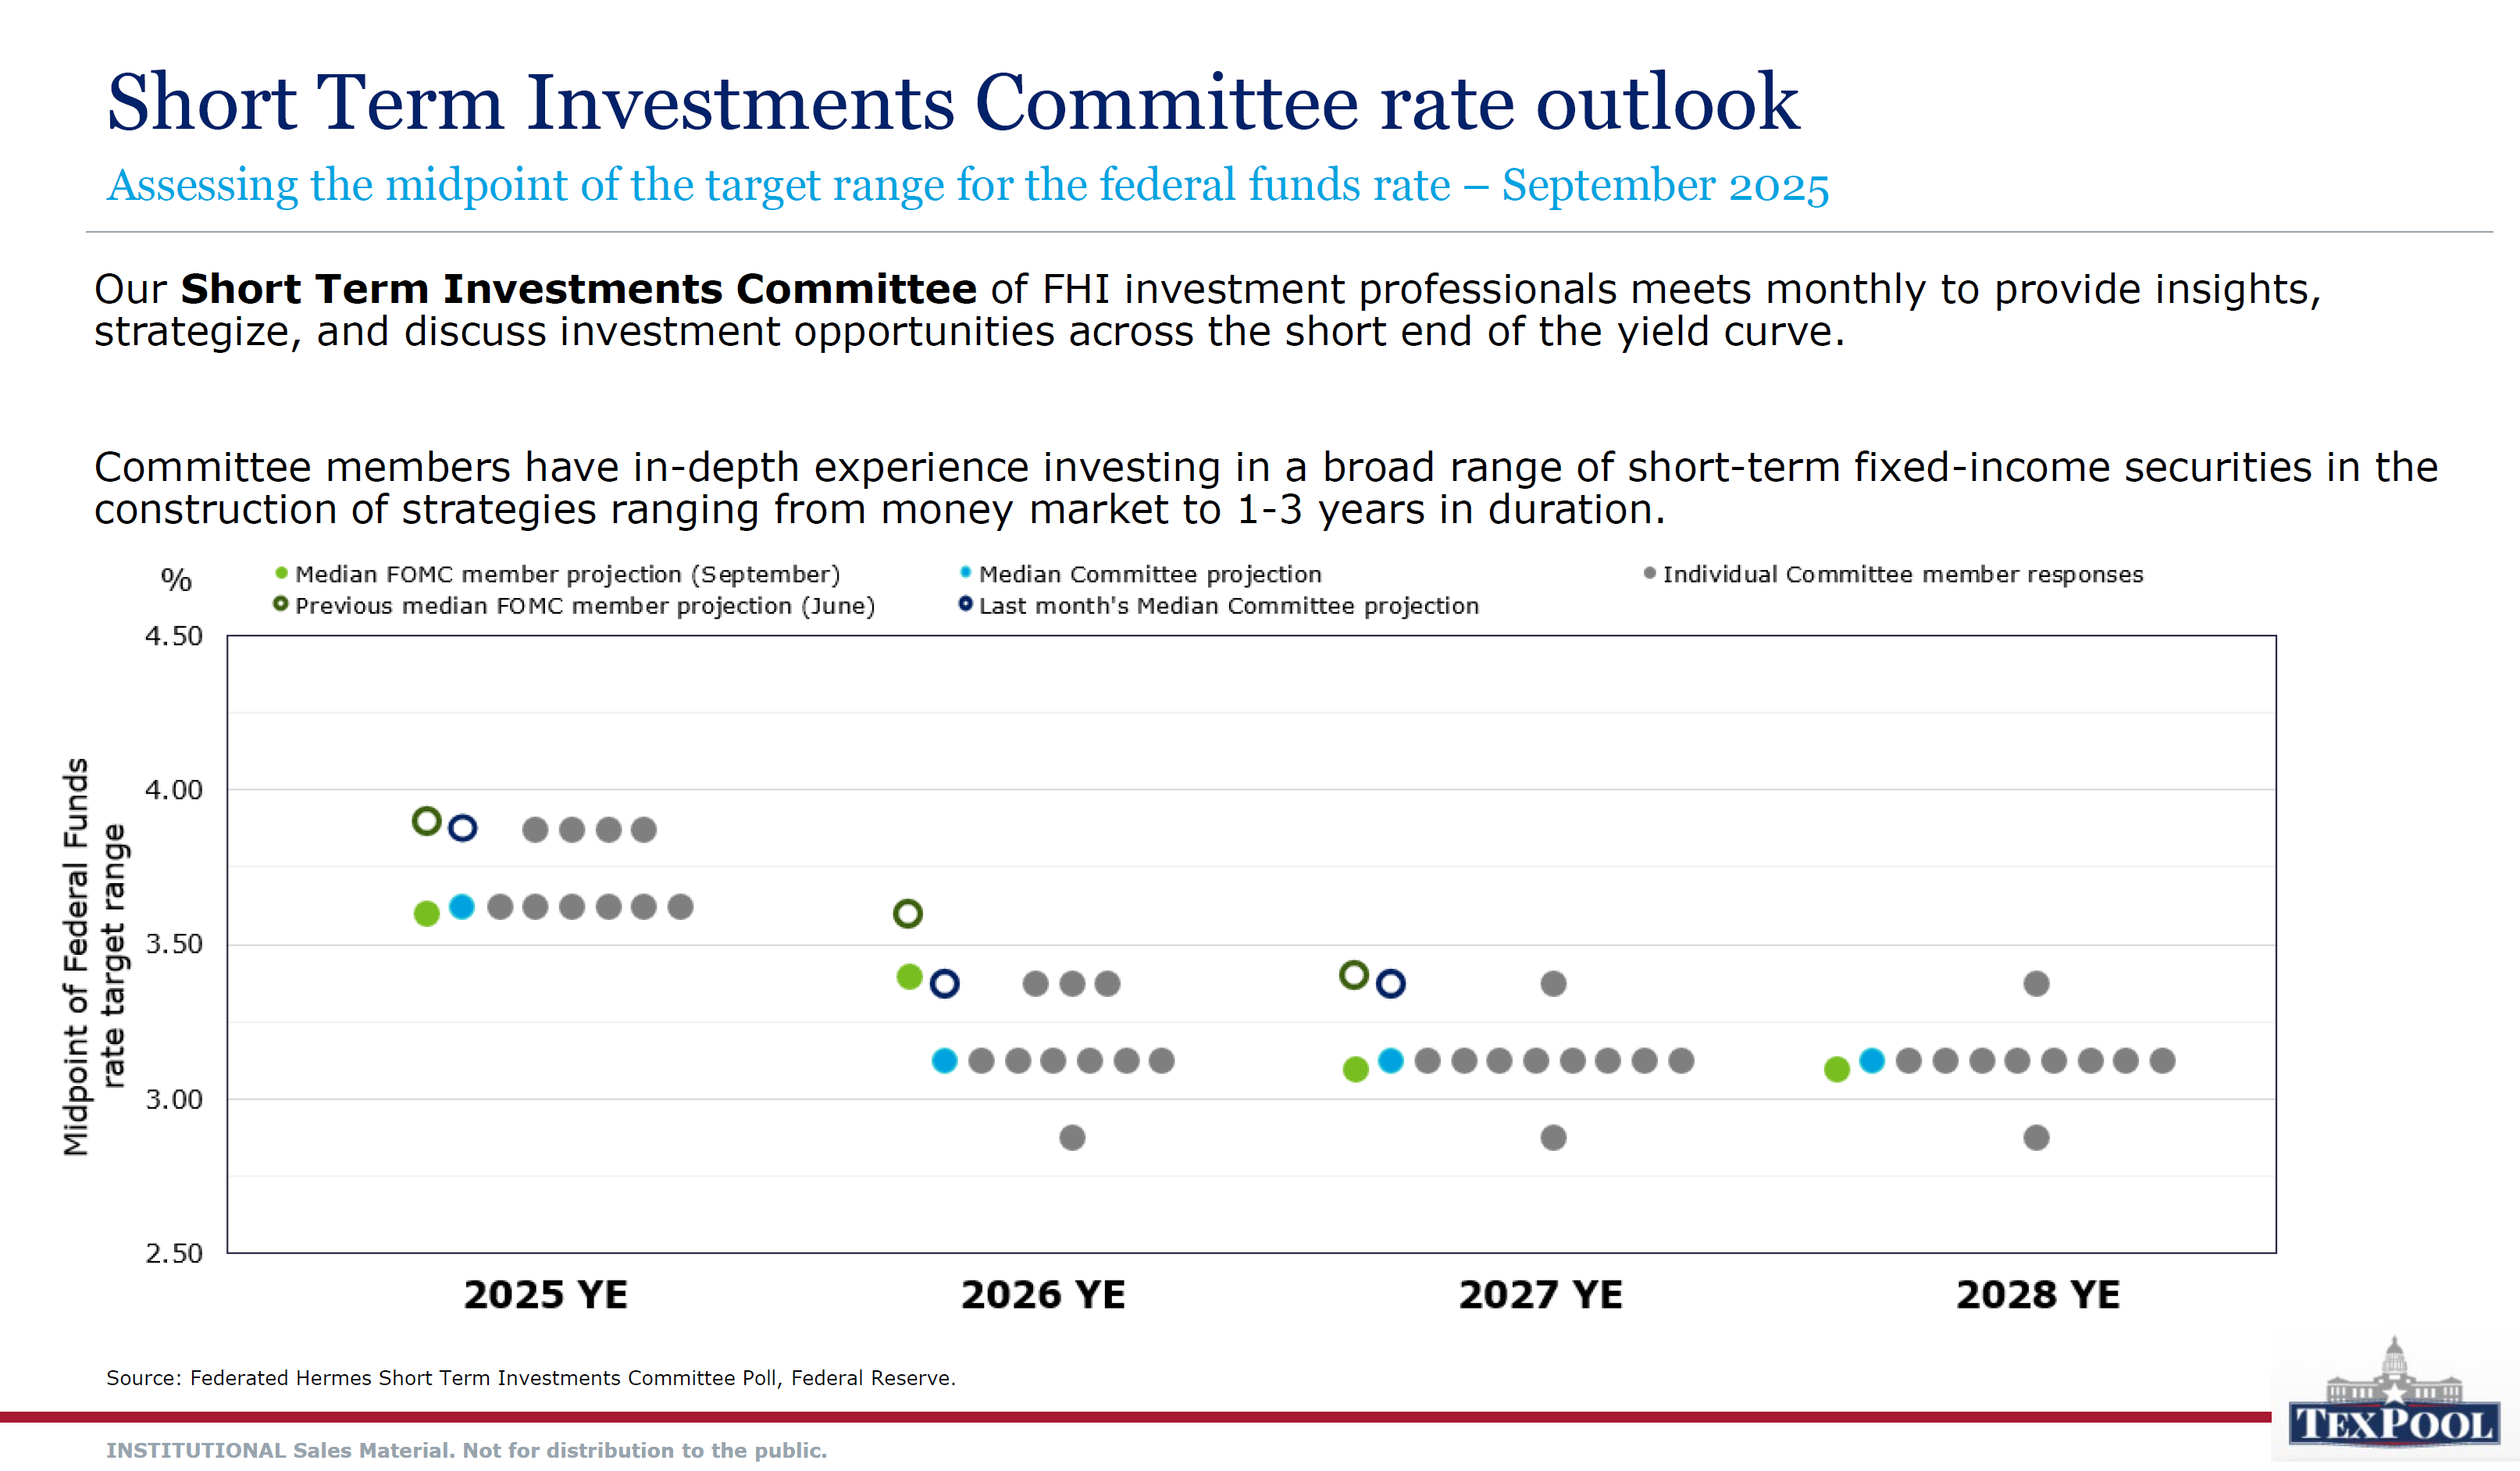 Short Term Investments Committee rate outlook
Assessing the midpoint of the target range for the federal funds rate – September 2025
Our Short Term Investments Committee of FHI investment professionals meets monthly to provide insights,
strategize, and discuss investment opportunities across the short end of the yield curve.
Committee members have in-depth experience investing in a broad range of short-term fixed-income securities in the
construction of strategies ranging from money market to 1-3 years in duration.
%
Median FOMC member projection (September)
Median Committee projection
Individual Committee member responses
Previous median FOMC member projection (June)
Last month's Median Committee projection
Midpoint of Federal Funds
rate target range
4.50
4.00
3.50
3.00
2.50
2025 YE
2026 YE
2027 YE
2028 YE
Source: Federated Hermes Short Term Investments Committee Poll, Federal Reserve.
INSTITUTIONAL Sales Material. Not for distribution to the public.
TEXPOOL